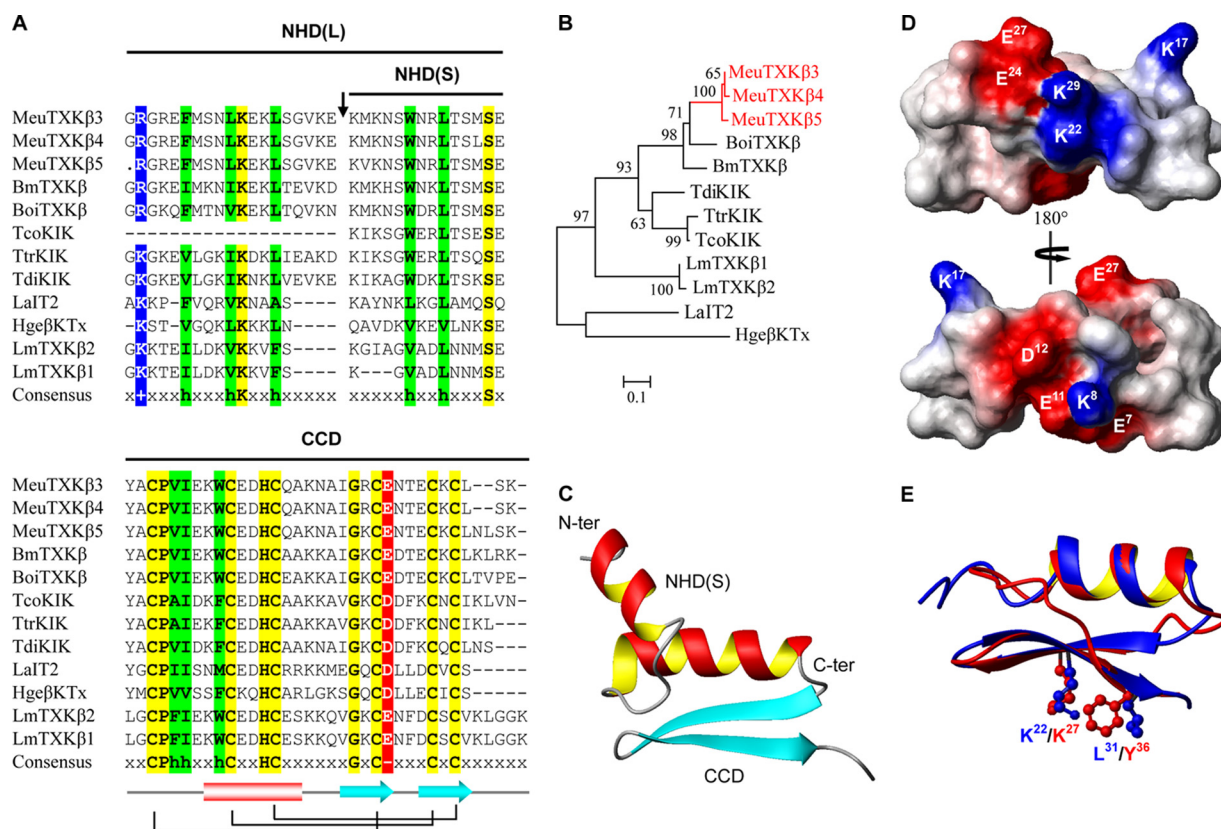 A
NHD(L)
NHD(S)
MeuTXKβ3 GRGREFMSNLKEKLSGVKE KMKNSWNRLTSMSE
MeuTXKβ4 GRGREFMSNLKEKLSGVKE KMKNSWNRLTSLSE
MeuTXKβ5 .RGREFMSNLKEKLSGVKE KVKNSWNRLTSMSE
BmTXKβ GRGKEIMKNIKEKLTEVKD KMKHSWNKLTSMSE
BoiTXKβ GRGKQFMTNVKEKLTQVKN KMKNSWDRLTSMSE
TcoKIK ------------------- KIKSGWERLTSESE
TtrKIK GKGKEVLGKIKDKLIEAKD KIKSGWERLTSQSE
TdiKIK GKGKEVLGKIKNKLVEVKE KIKAGWDKLTSKSE
LaIT2 AKKP-FVQRVKNAAS---- KAYNKLKGLAMQSQ
HgeβKTx -KST-VGQKLKKKLN---- KQAVDKVKEVLNKSE
LmTXKβ2 GKKTEILDKVKKVFS---- KGIAGVADLNNMSE
LmTXKβ1 GKKTEILDKVKKVFS---- K---GVADLNNMSE
Consensus x+xxxhxxxhKxxhxxxxx xxxxxhxxhxxxSx
CCD
MeuTXKβ3 YACPVIEKWCEDHCQAKNAIGRCENTECKCL--SK-
MeuTXKβ4 YACPVIEKWCEDHCQAKNAIGKCENTECKCL--SK-
MeuTXKβ5 YACPVIEKWCEDHCQAKNAIGKCENTECKCLNLSK-
BmTXKβ YACPVIEKWCEDHCAAKKAIGKCEDTECKCLKLRK-
BoiTXKβ YACPVIEKWCEDHCAAKKAIGKCEDTECKCLTVPE-
TcoKIK YACPAIDKFCEDHCAAKKAVGKCDDFKCNCIKLVN-
TtrKIK YACPAIEKFCEDHCAAKKAVGKCDDFKCNCIKL---
TdiKIK YACPVIDKFCEDHCAAKNAIGKCDDFKCQCLNS---
LaIT2 YGCPIISNMCEDHCRRKKMEGQCDLLDCVCS-----
HgeβKTx YMCPVVSSFCKQHCARLGKSGQCDLLECICS-----
LmTXKβ2 LGCPFIEKWCEDHCESKKQVGKCENFDCSCVKLGGK
LmTXKβ1 LGCPFIEKWCEDHCESKKQVGKCENFDCSCVKLGGK
Consensus xxCPhhxxhCxxHCxxxxxxGxC-xxxCxCxxxxxx
B
65
MeuTXKβ3
100
MeuTXKβ4
71
MeuTXKβ5
98
BoiTXKβ
BmTXKβ
93
TdiKIK
63
TtrKIK
99
TcoKIK
97
LmTXKβ1
100
LmTXKβ2
LaIT2
HgeβKTx
0.1
C
N-ter
NHD(S)
C-ter
CCD
D
E27
K17
E24
K29
K22
180°
K17
E27
D12
E11
K8
E7
E
K22/K27
L31/Y36